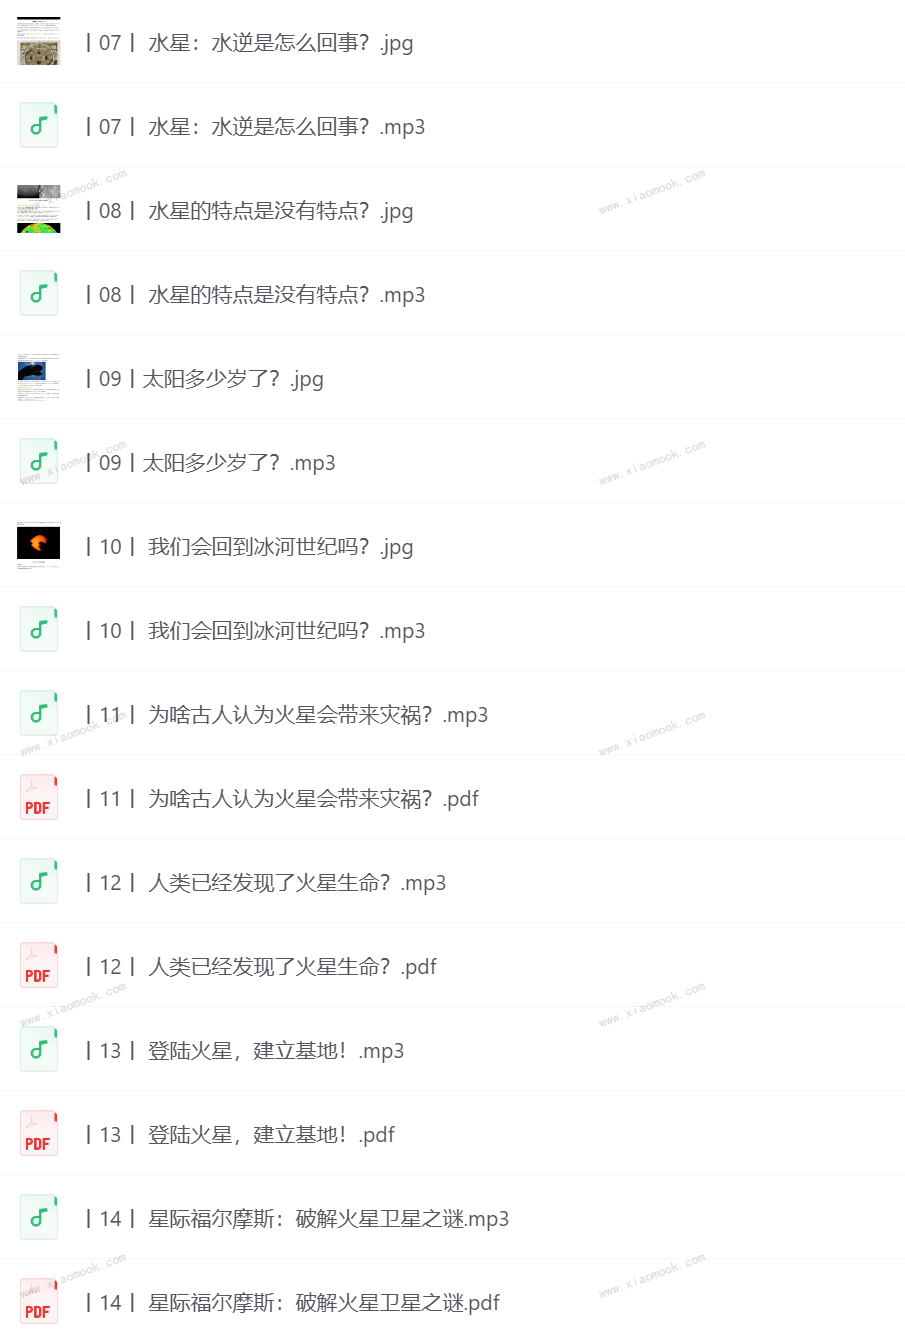 丨07丨 水星：水逆是怎么回事？.jpg
丨07丨 水星：水逆是怎么回事？.mp3
www.xiaomook.com
www.xiaomook.com
丨08丨 水星的特点是没有特点？.jpg
丨08丨 水星的特点是没有特点？.mp3
丨09丨太阳多少岁了？.jpg
丨09丨太阳多少岁了？.mp3
www.xiaomook.com
www.xiaomook.com
丨10丨 我们会回到冰河世纪吗？.jpg
丨10丨 我们会回到冰河世纪吗？.mp3
丨11丨 为啥古人认为火星会带来灾祸？.mp3
www.xiaomook.com
www.xiaomook.com
PDF
丨11丨 为啥古人认为火星会带来灾祸？.pdf
丨12丨 人类已经发现了火星生命？.mp3
PDF
丨12丨 人类已经发现了火星生命？.pdf
www.xiaomook.com
www.xiaomook.com
丨13丨 登陆火星，建立基地！.mp3
PDF
丨13丨 登陆火星，建立基地！.pdf
丨14丨 星际福尔摩斯：破解火星卫星之谜.mp3
www.xiaomook.com
www.xiaomook.com
PDF
丨14丨 星际福尔摩斯：破解火星卫星之谜.pdf